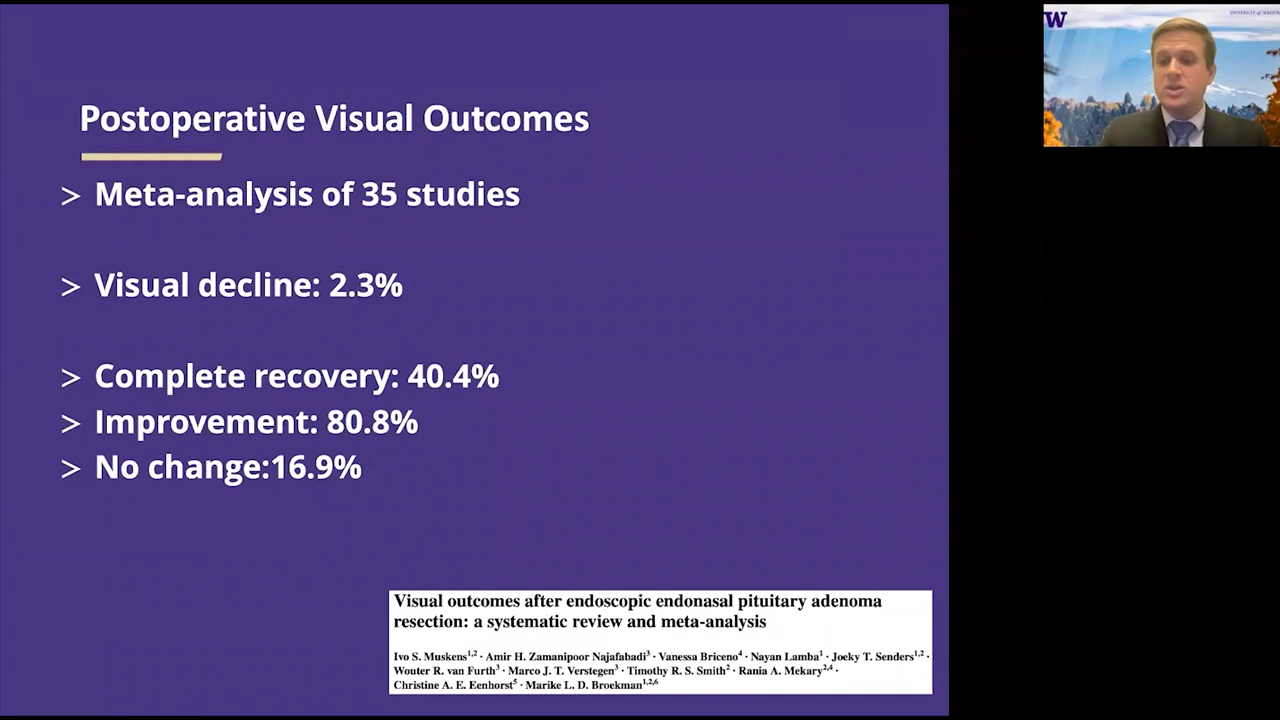 Postoperative Visual Outcomes
> Meta-analysis of 35 studies
> Visual decline: 2.3%
> Complete recovery: 40.4%
> Improvement: 80.8%
> No change:16.9%
Visual outcomes after endoscopic endonasal pituitary adenoma
resection: a systematic review and meta-analysis
Ivo S. Muskens1,2 · Amir H. Zamanipoor Najafabadi3 · Vanessa Briceno4 · Nayan Lamba1 · Joeky T. Senders1,2 ·
Wouter R. van Furth3 · Marco J. T. Verstegen3 · Timothy R. S. Smith2 · Rania A. Mekary2,4 ·
Christine A. E. Eenhorst5 · Marike L. D. Broekman1,2,6
W